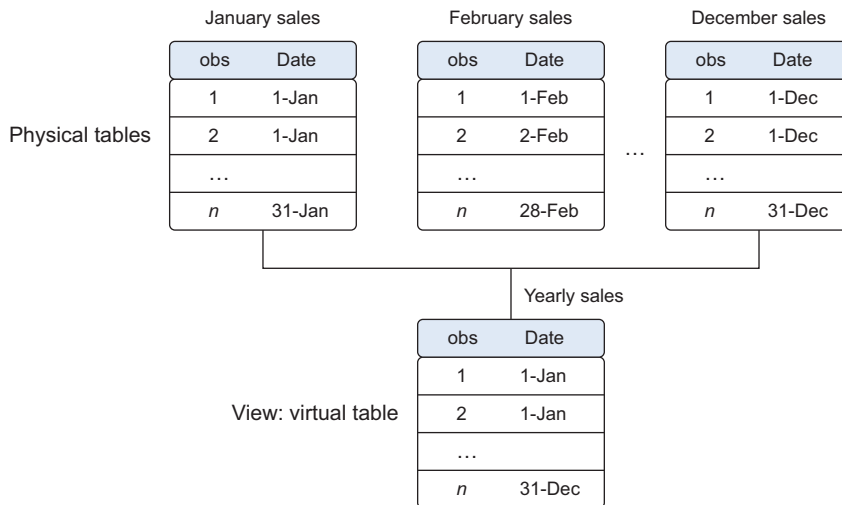 January sales
February sales
December sales
obs Date
obs Date
obs Date
1 1-Jan
1 1-Feb
1 1-Dec
Physical tables
2 1-Jan
2 2-Feb
…
2 1-Dec
…
…
…
n 31-Jan
n 28-Feb
n 31-Dec
Yearly sales
obs Date
1 1-Jan
View: virtual table
2 1-Jan
…
n 31-Dec